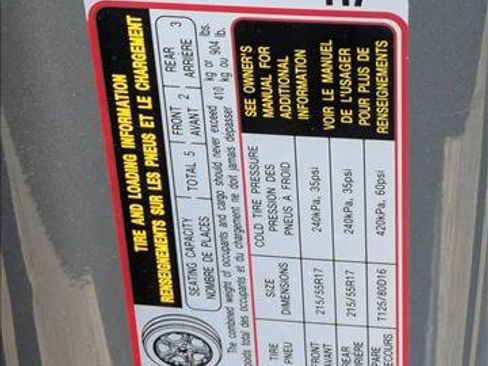 TIRE AND LOADING INFORMATION
RENSEIGNEMENTS SUR LES PNEUS ET LE CHARGEMENT
SEATING CAPACITY
NOMBRE DE PLACES
TOTAL 5
FRONT 2
AVANT
REAR 3
ARRIÈRE
The combined weight of occupants and cargo should never exceed 410 kg or 904 lbs.
poids total des occupants et du chargement ne doit jamais dépasser 410 kg ou 904 lb.
TIRE
PNEU
SIZE
DIMENSIONS
COLD TIRE PRESSURE
PRESSION DES
PNEUS À FROID
FRONT
AVANT
215/55R17
240kPa, 35psi
REAR
RRIÈRE
215/55R17
240kPa, 35psi
PARE
ECOURS
T125/80D16
420kPa, 60psi
SEE OWNER'S
MANUAL FOR
ADDITIONAL
INFORMATION
VOIR LE MANUEL
DE L'USAGER
POUR PLUS DE
RENSEIGNEMENTS